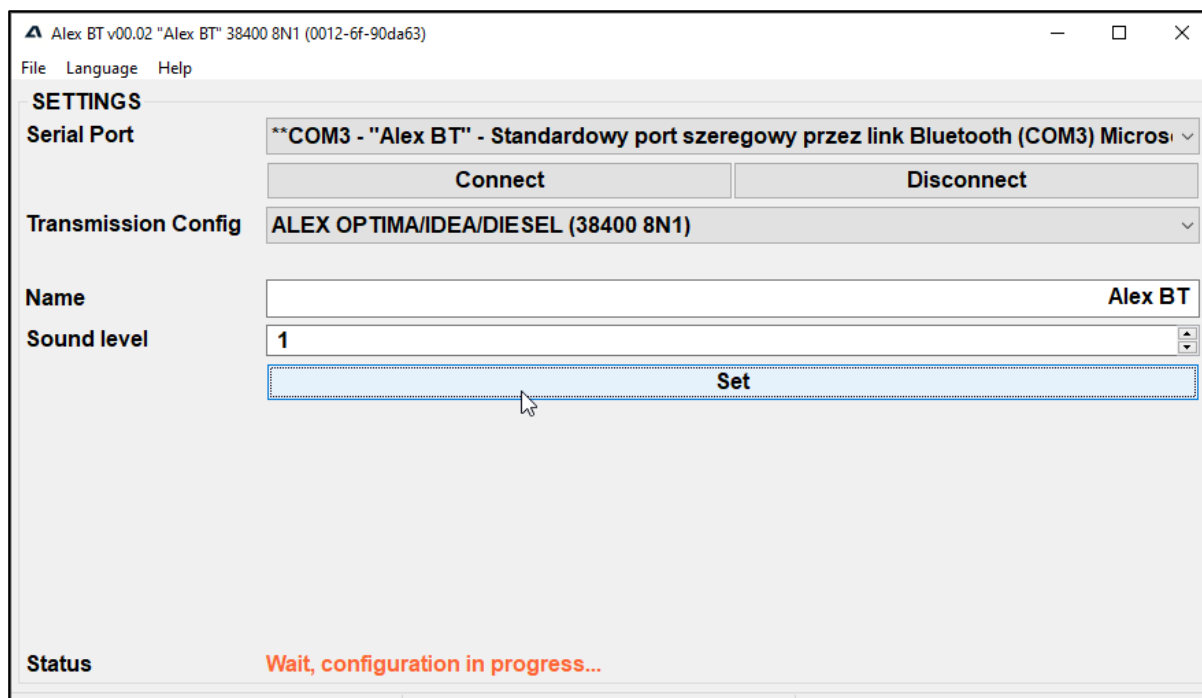 Alex BT v00.02 "Alex BT" 38400 8N1 (0012-6f-90da63)
File Language Help
SETTINGS
Serial Port **COM3 - "Alex BT" - Standardowy port szeregowy przez link Bluetooth (COM3) Micros
Connect Disconnect
Transmission Config ALEX OPTIMA/IDEA/DIESEL (38400 8N1)
Name Alex BT
Sound level 1
Set
Status Wait, configuration in progress...